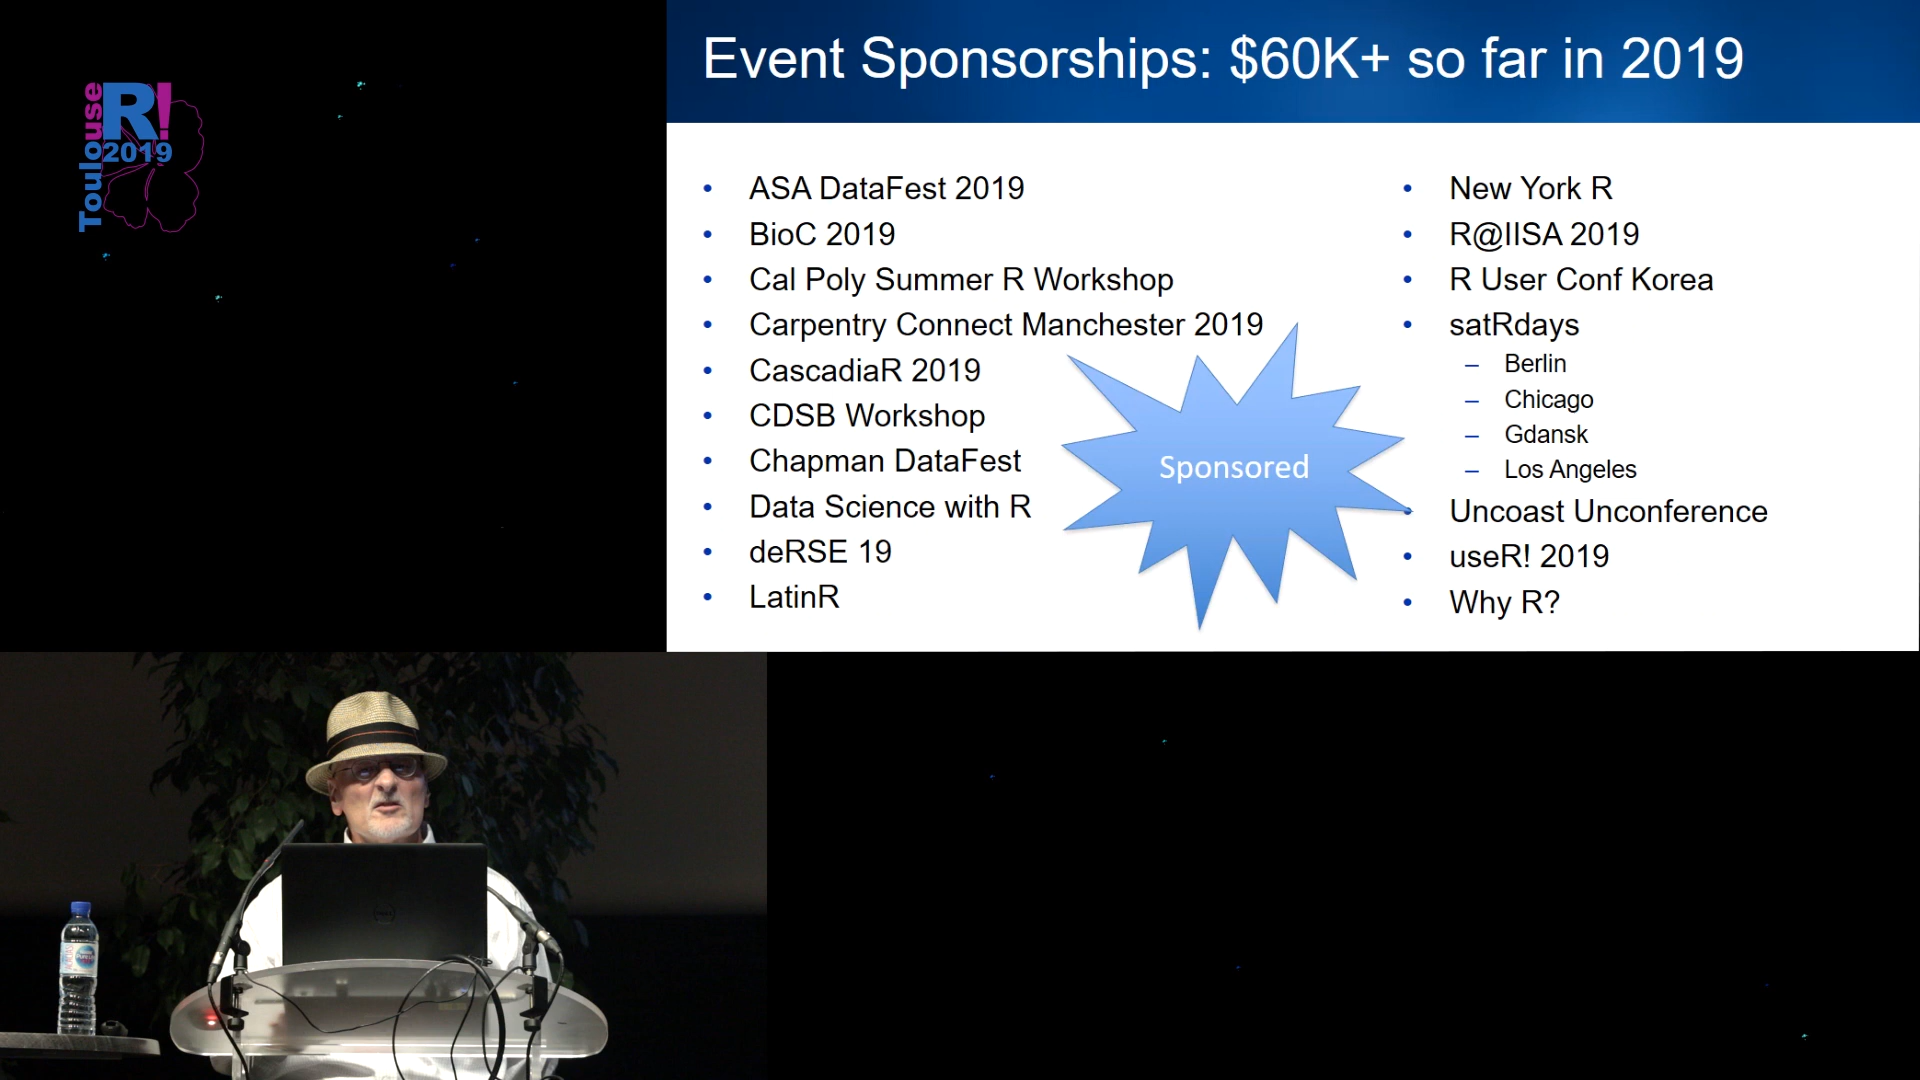 Toulouse
R!
2019
Event Sponsorships: $60K+ so far in 2019
• ASA DataFest 2019
• BioC 2019
• Cal Poly Summer R Workshop
• Carpentry Connect Manchester 2019
• CascadiaR 2019
• CDSB Workshop
• Chapman DataFest
• Data Science with R
• deRSE 19
• LatinR
Sponsored
• New York R
• R@IISA 2019
• R User Conf Korea
• satRdays
– Berlin
– Chicago
– Gdansk
– Los Angeles
• Uncoast Unconference
• useR! 2019
• Why R?